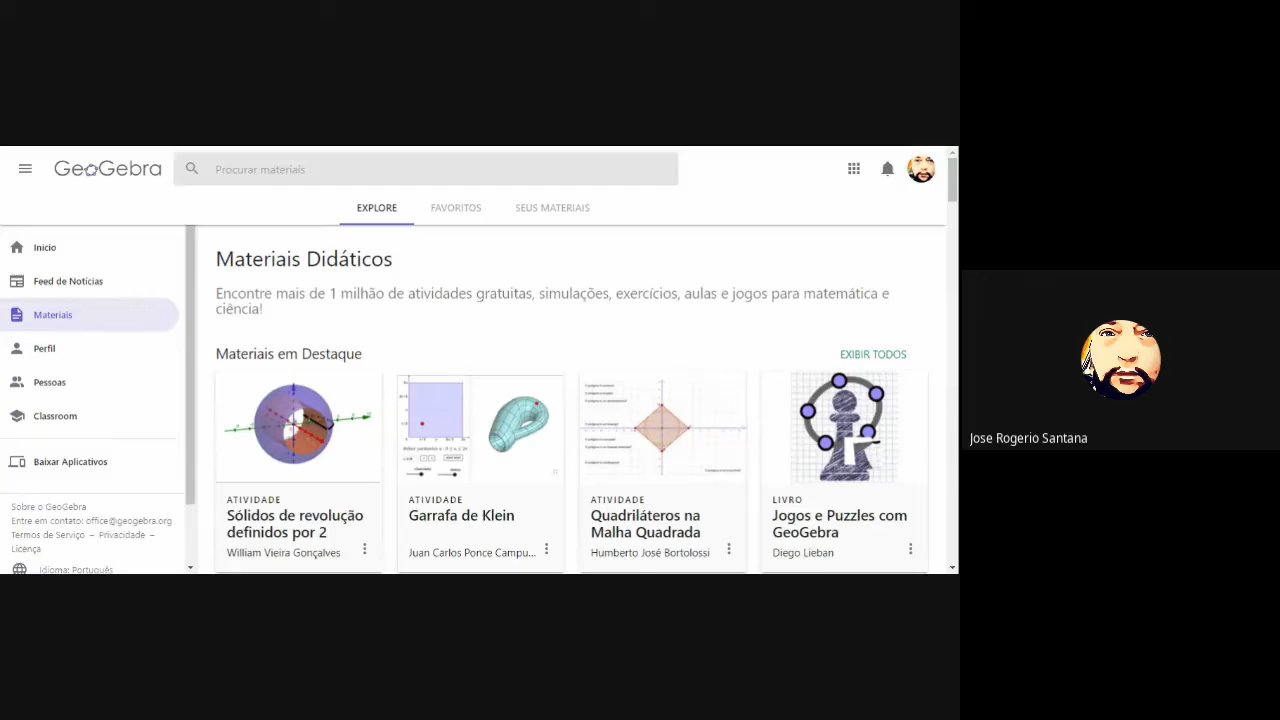 GeoGebra
Procurar materiais
EXPLORE
FAVORITOS
SEUS MATERIAIS
Início
Feed de Notícias
Materiais
Perfil
Pessoas
Classroom
Baixar Aplicativos
Sobre o GeoGebra
Entre em contato: office@geogebra.org
Termos de Serviço – Privacidade –
Licença
Idioma: Português
Materiais Didáticos
Encontre mais de 1 milhão de atividades gratuitas, simulações, exercícios, aulas e jogos para matemática e
ciência!
Materiais em Destaque
EXIBIR TODOS
ATIVIDADE
Sólidos de revolução
definidos por 2
William Vieira Gonçalves
ATIVIDADE
Garrafa de Klein
Juan Carlos Ponce Campu...
ATIVIDADE
Quadriláteros na
Malha Quadrada
Humberto José Bortolossi
LIVRO
Jogos e Puzzles com
GeoGebra
Diego Lieban
Jose Rogerio Santana